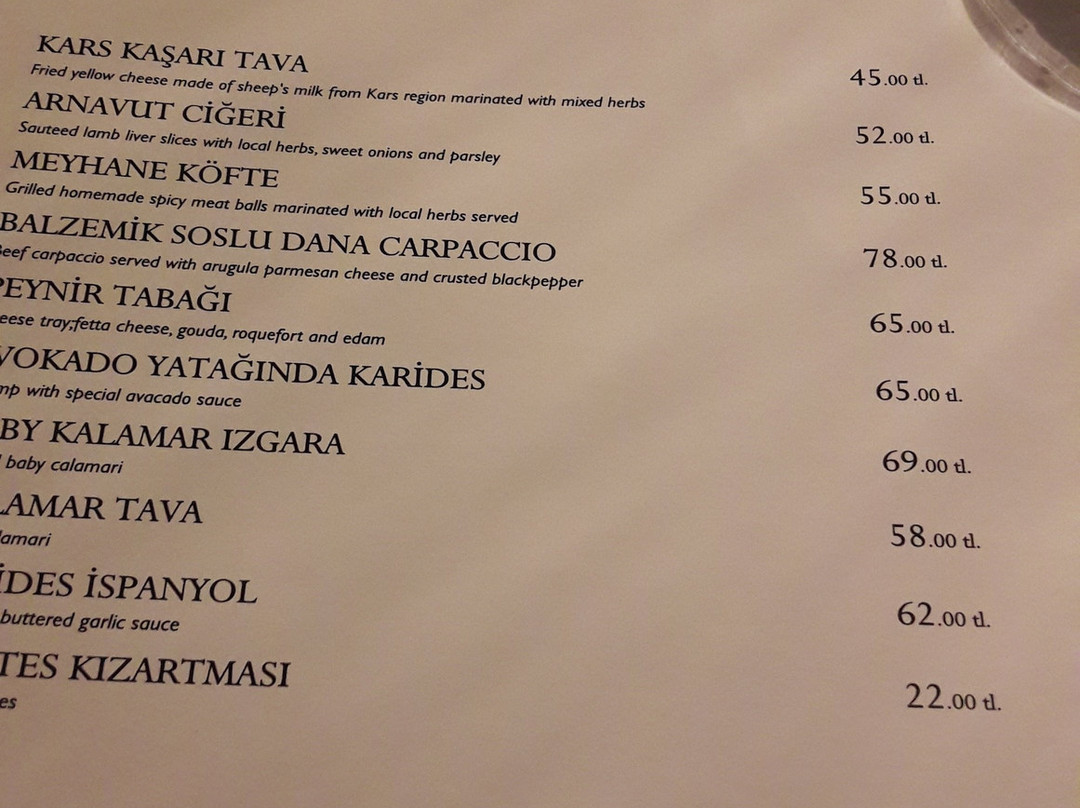 KARS KAŞARI TAVA 45.00 tl.
Fried yellow cheese made of sheep's milk from Kars region marinated with mixed herbs
ARNAVUT CİĞERİ 52.00 tl.
Sauteed lamb liver slices with local herbs, sweet onions and parsley
MEYHANE KÖFTE 55.00 tl.
Grilled homemade spicy meat balls marinated with local herbs served
BALZEMİK SOSLU DANA CARPACCIO 78.00 tl.
Beef carpaccio served with arugula parmesan cheese and crusted blackpepper
PEYNİR TABAĞI 65.00 tl.
eese tray;fetta cheese, gouda, roquefort and edam
VOKADO YATAĞINDA KARİDES 65.00 tl.
mp with special avacado sauce
BY KALAMAR IZGARA 69.00 tl.
baby calamari
LAMAR TAVA 58.00 tl.
lamari
İDES İSPANYOL 62.00 tl.
buttered garlic sauce
TES KIZARTMASI 22.00 tl.
es